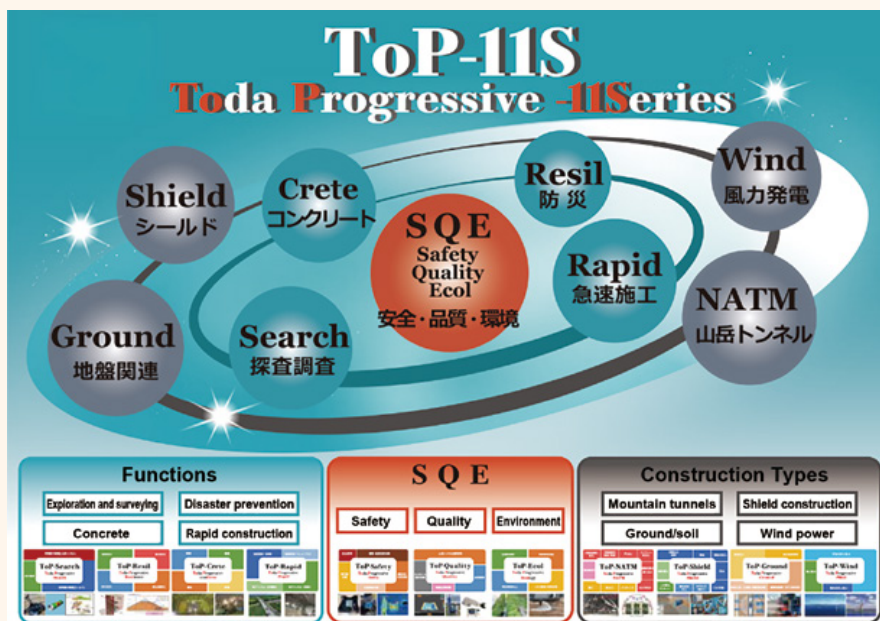 ToP-11S
Toda Progressive -11Series
Shield
シールド
Crete
コンクリート
Resil
防災
Wind
風力発電
SQE
Safety
Quality
Ecol
安全・品質・環境
Rapid
急速施工
NATM
山岳トンネル
Ground
地盤関連
Search
探査調査
Functions
Exploration and surveying
Disaster prevention
Concrete
Rapid construction
ToP-Search
ToP-Resil
ToP-Crete
ToP-Rapid
SQE
Safety
Quality
Environment
ToP-Safety
ToP-Quality
ToP-Ecol
Construction Types
Mountain tunnels
Shield construction
Ground/soil
Wind power
ToP-NATM
ToP-Shield
ToP-Ground
ToP-Wind